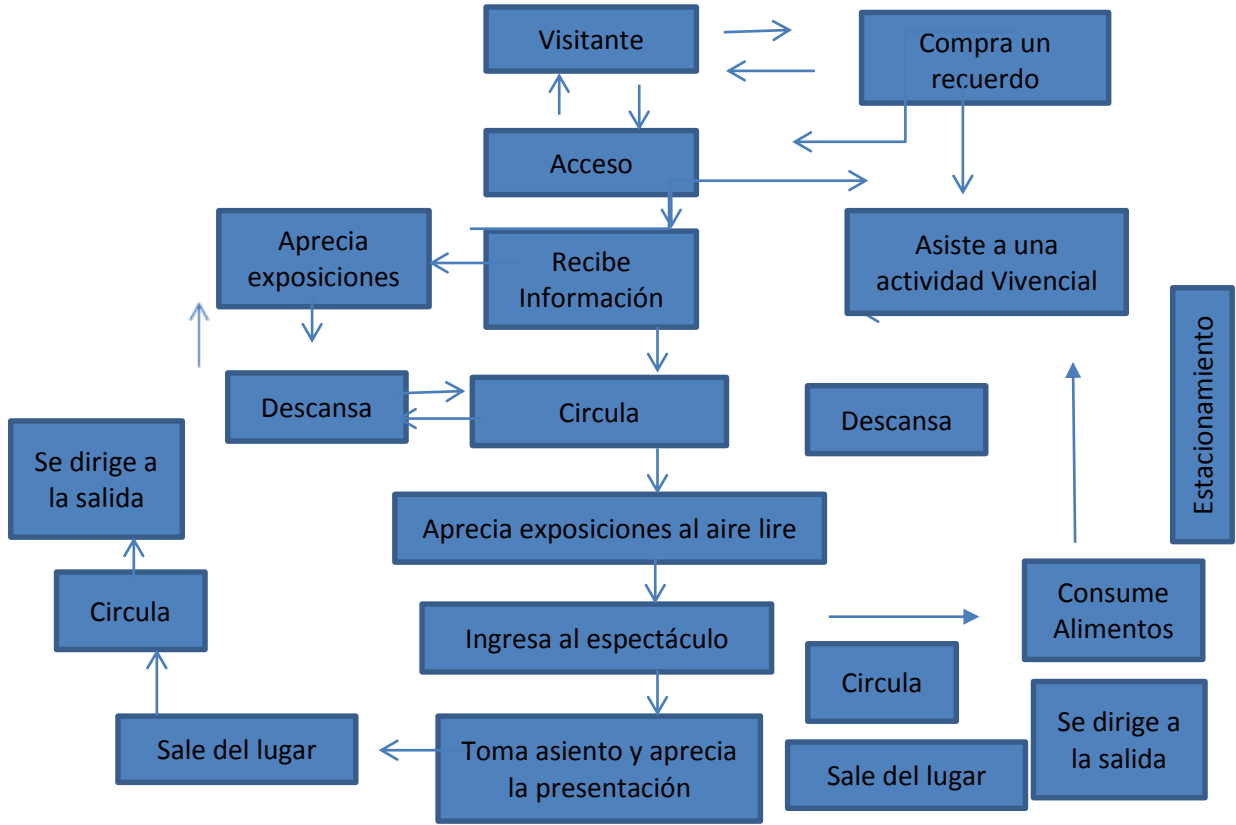 Visitante
Compra un
recuerdo
Acceso
Aprecia
exposiciones
Recibe
Información
Asiste a una
actividad Vivencial
Estacionamiento
Descansa
Circula
Descansa
Se dirige a
la salida
Aprecia exposiciones al aire lire
Circula
Ingresa al espectáculo
Consume
Alimentos
Circula
Sale del lugar
Toma asiento y aprecia
la presentación
Sale del lugar
Se dirige a
la salida